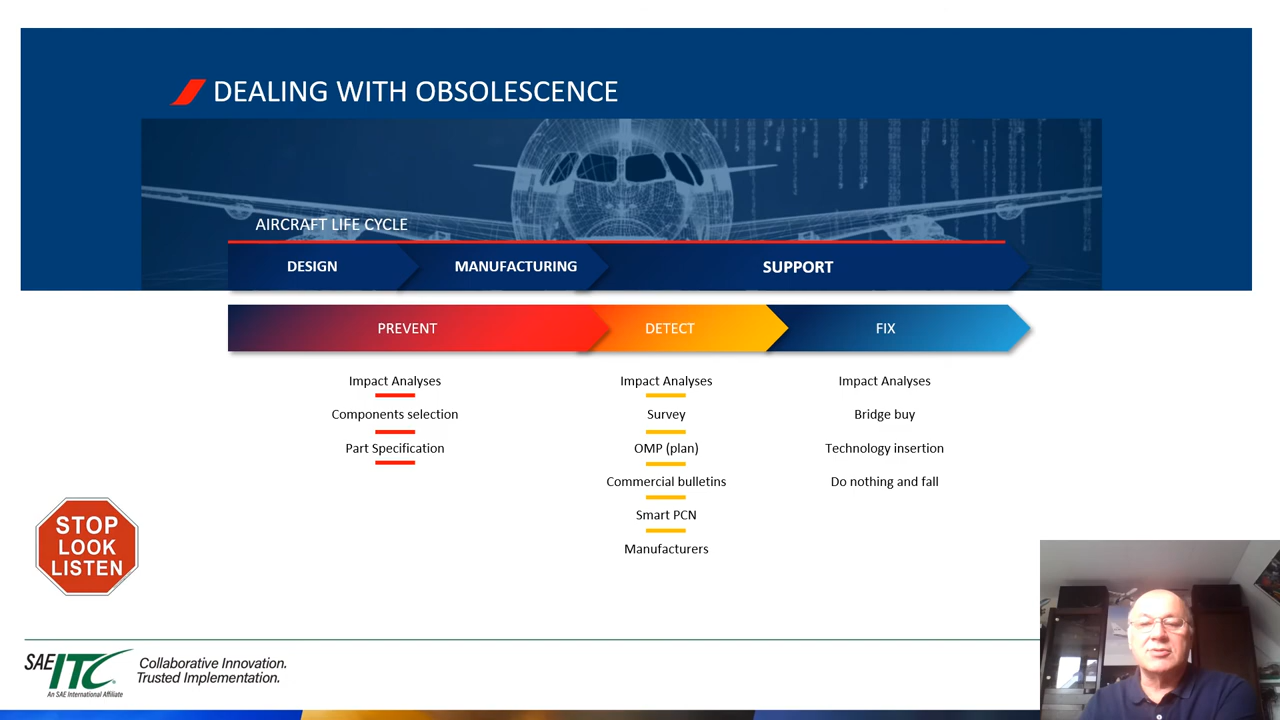 DEALING WITH OBSOLESCENCE
AIRCRAFT LIFE CYCLE
DESIGN
MANUFACTURING
SUPPORT
PREVENT
DETECT
FIX
Impact Analyses
Components selection
Part Specification
Impact Analyses
Survey
OMP (plan)
Commercial bulletins
Smart PCN
Manufacturers
Impact Analyses
Bridge buy
Technology insertion
Do nothing and fall
STOP
LOOK
LISTEN
SAE ITC
An SAE International Affiliate
Collaborative Innovation.
Trusted Implementation.